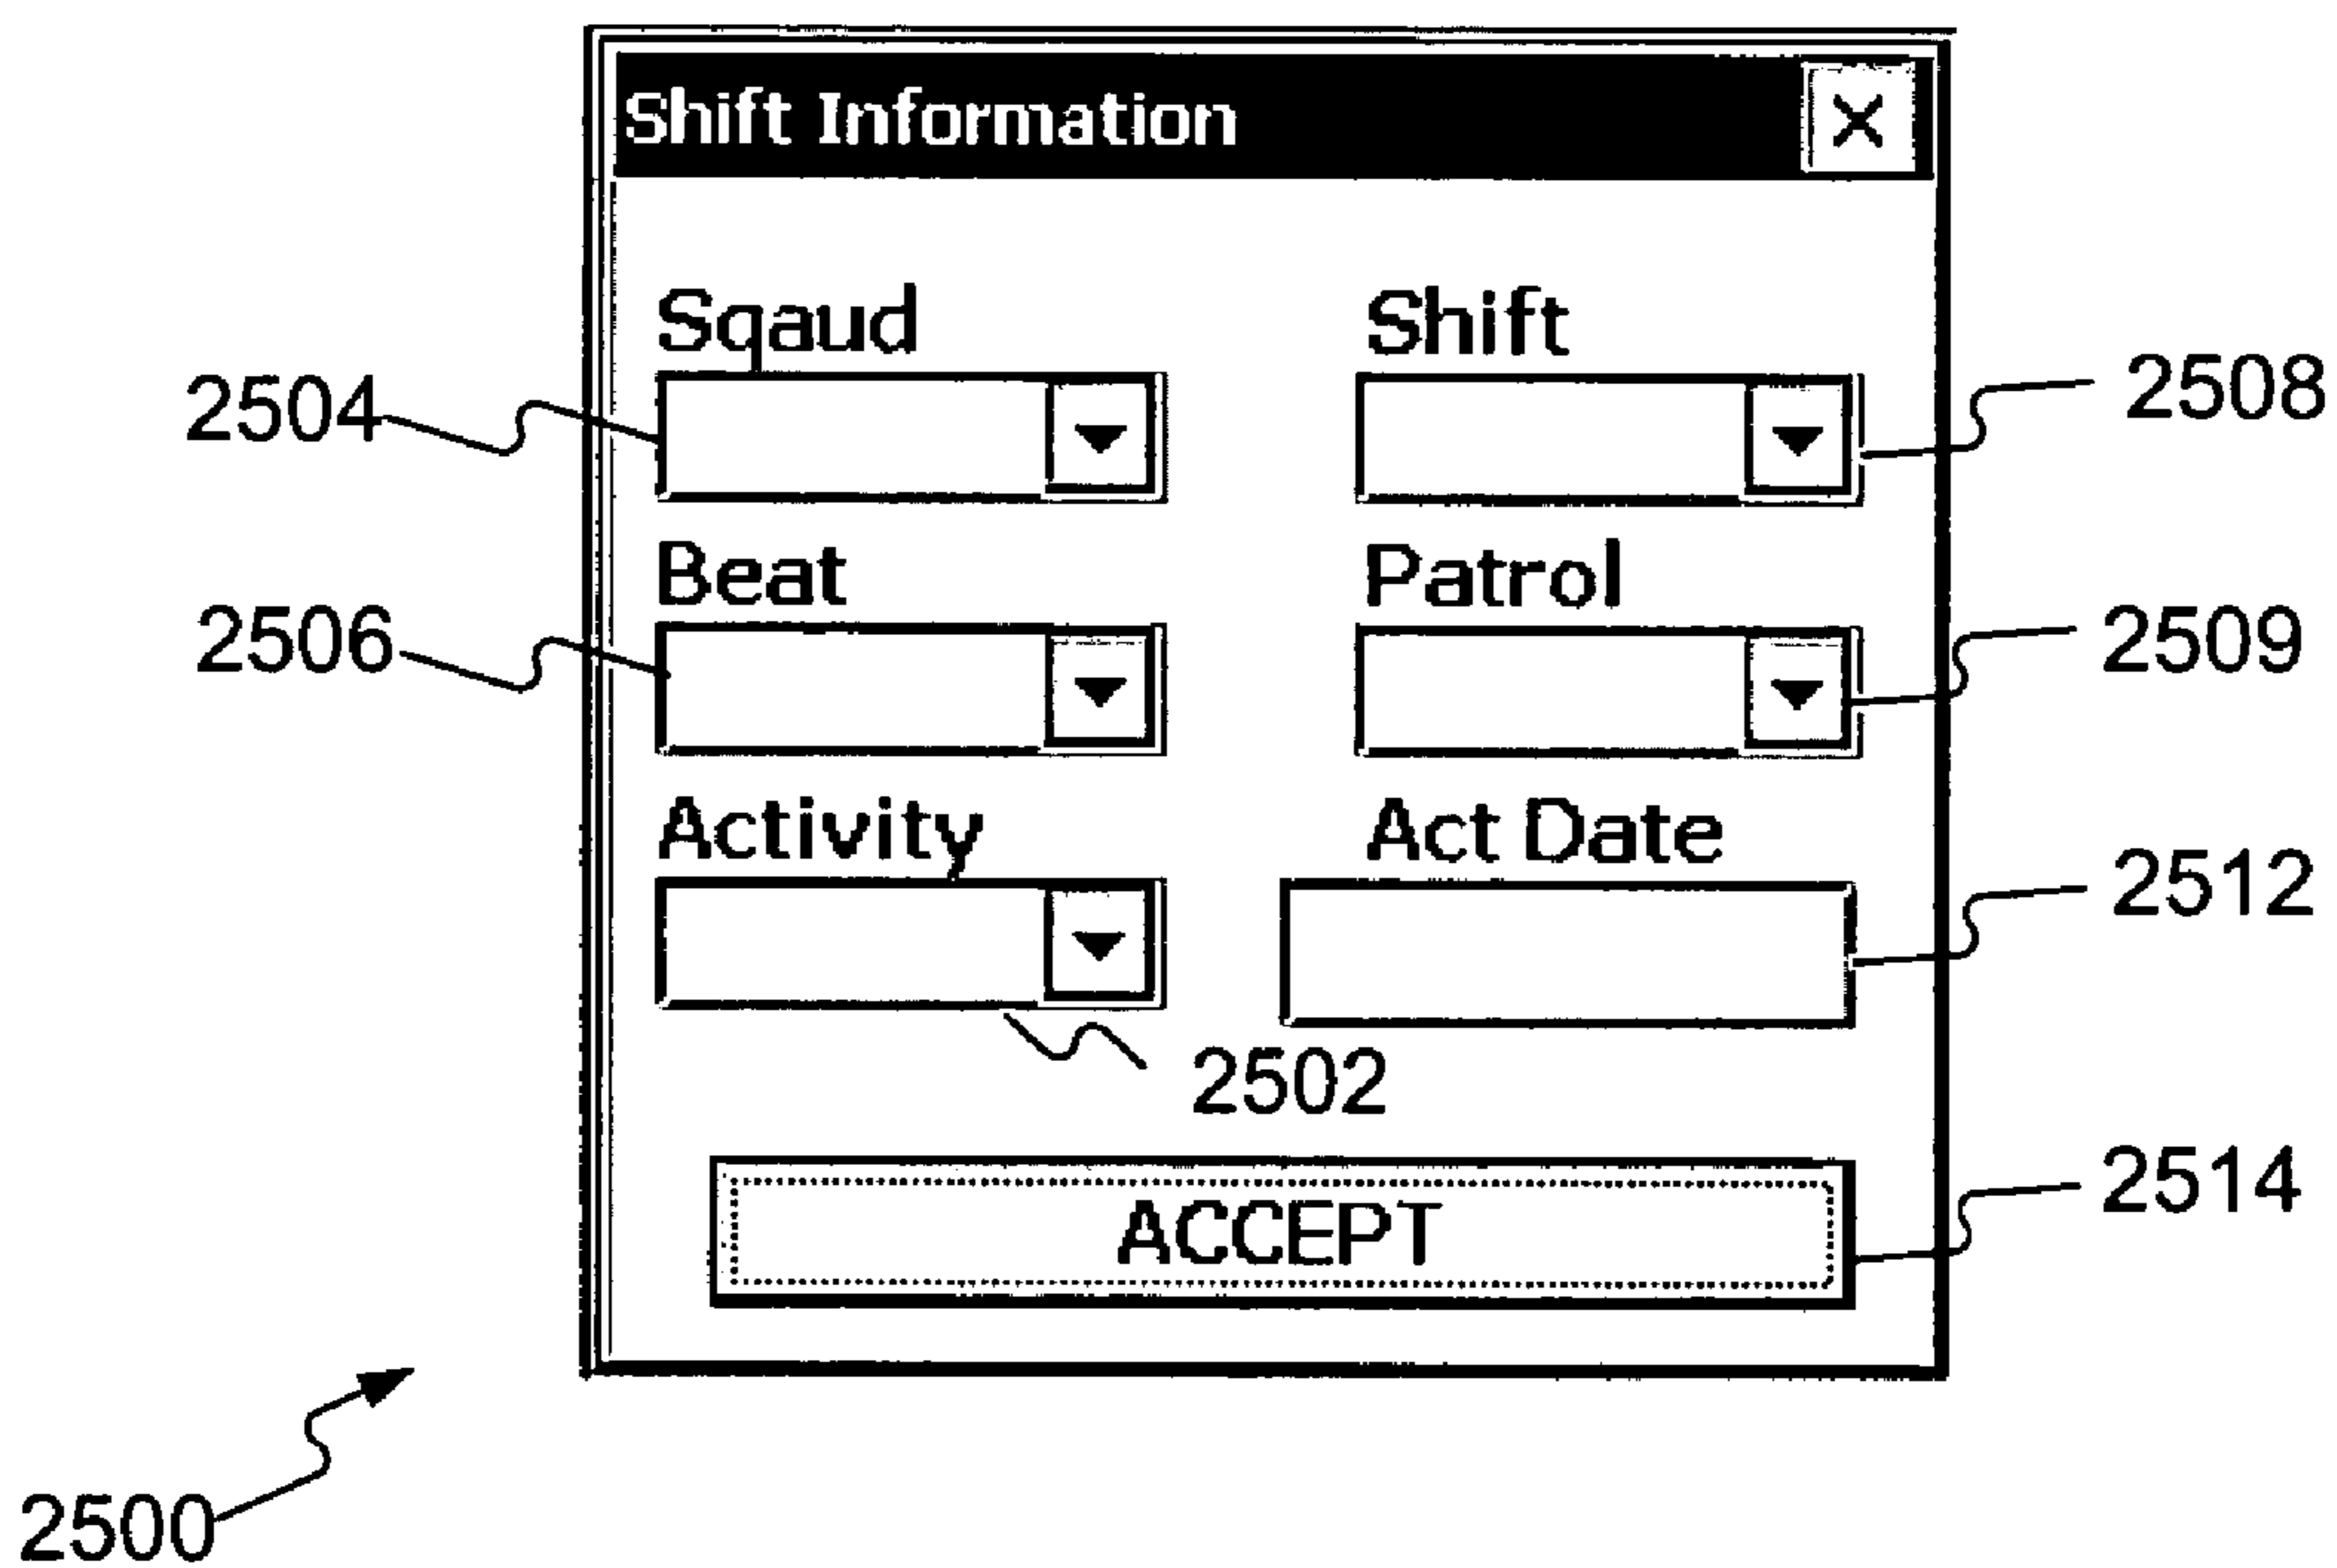 Shift Information X
Sqaud Shift
2504 2508
Beat Patrol
2506 2509
Activity Act Date
2512
2502
ACCEPT 2514
2500